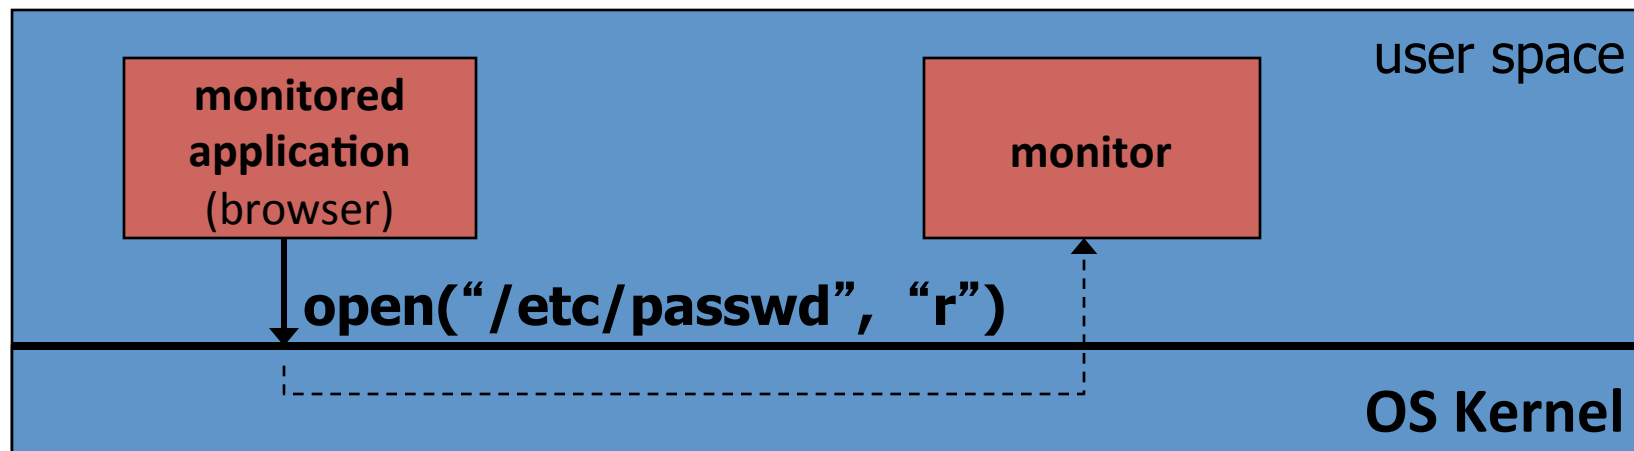 user space
monitored
application
(browser)
monitor
open(“/etc/passwd”, “r”)
OS Kernel